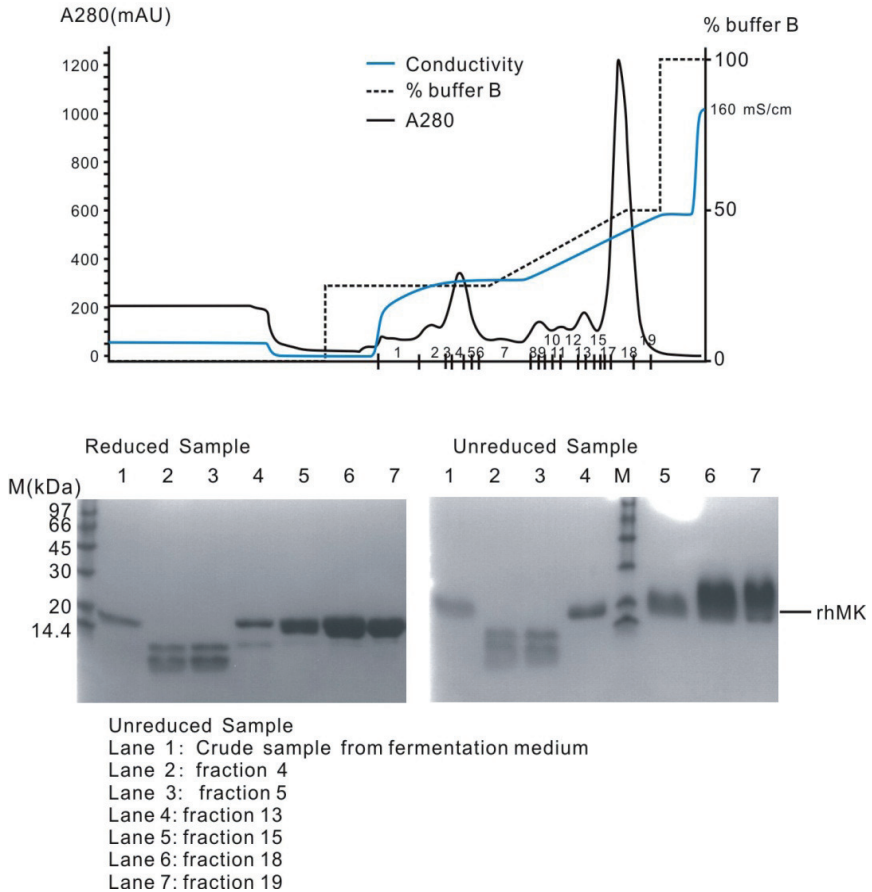 A280(mAU)
% buffer B
1200
1000
800
600
400
200
0
Conductivity
% buffer B
A280
100
160 mS/cm
50
0
1 2 3 4 5 6 7 8 9 10 11 12 13 15 17 18 19
Reduced Sample
Unreduced Sample
M(kDa) 1 2 3 4 5 6 7
1 2 3 4 M 5 6 7
97
66
45
30
20
14.4
rhMK
Unreduced Sample
Lane 1: Crude sample from fermentation medium
Lane 2: fraction 4
Lane 3: fraction 5
Lane 4: fraction 13
Lane 5: fraction 15
Lane 6: fraction 18
Lane 7: fraction 19